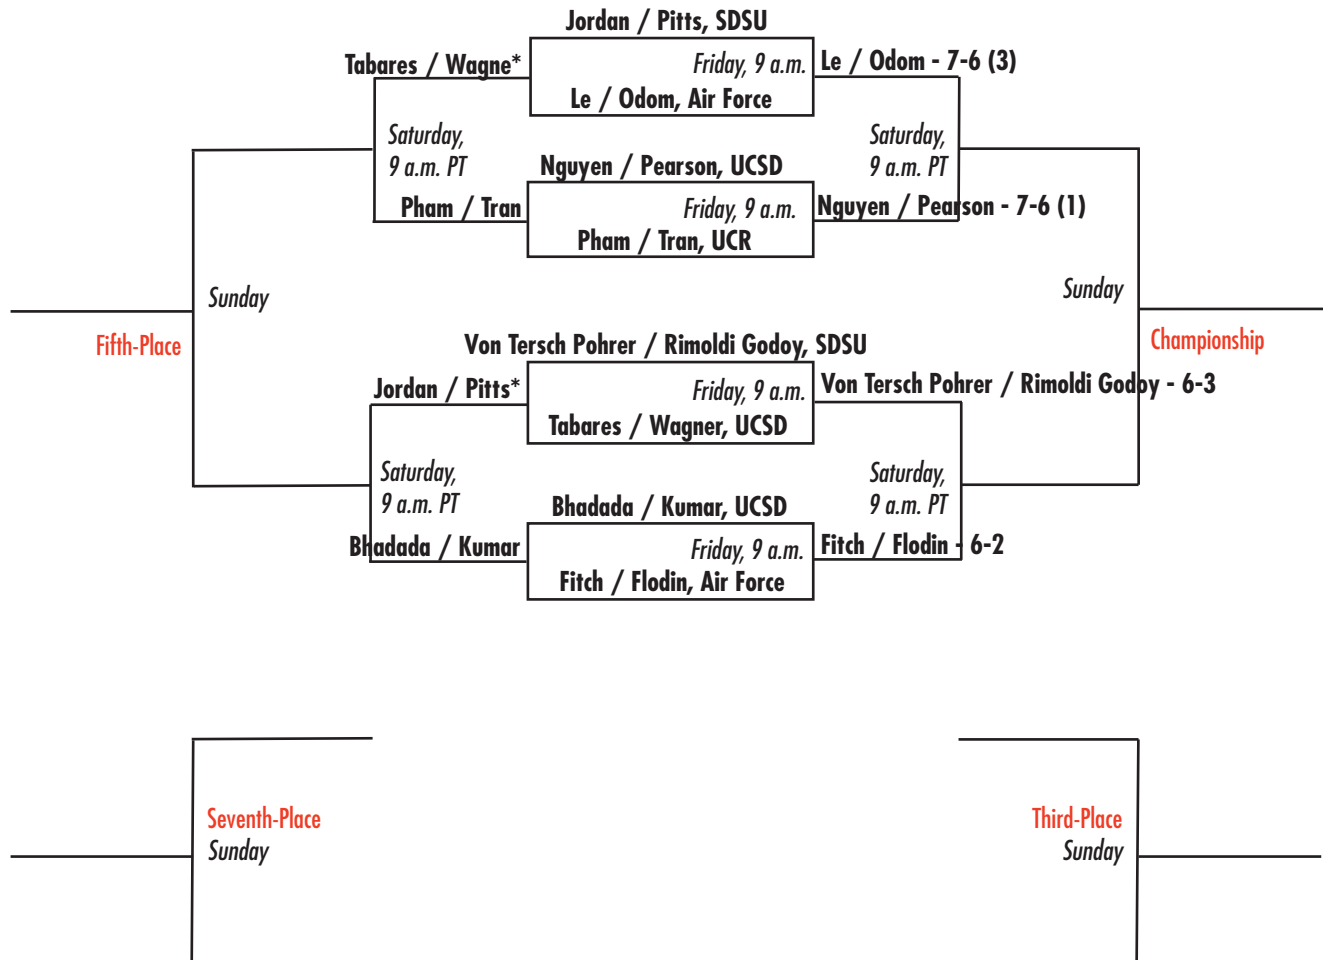 Jordan / Pitts, SDSU
Tabares / Wagne*
Friday, 9 a.m.
Le / Odom - 7-6 (3)
Le / Odom, Air Force
Saturday,
9 a.m. PT
Saturday,
9 a.m. PT
Nguyen / Pearson, UCSD
Pham / Tran
Friday, 9 a.m.
Nguyen / Pearson - 7-6 (1)
Pham / Tran, UCR
Sunday
Sunday
Fifth-Place
Championship
Von Tersch Pohrer / Rimoldi Godoy, SDSU
Jordan / Pitts*
Friday, 9 a.m.
Von Tersch Pohrer / Rimoldi Godoy - 6-3
Tabares / Wagner, UCSD
Saturday,
9 a.m. PT
Saturday,
9 a.m. PT
Bhadada / Kumar, UCSD
Bhadada / Kumar
Friday, 9 a.m.
Fitch / Flodin - 6-2
Fitch / Flodin, Air Force
Seventh-Place
Sunday
Third-Place
Sunday